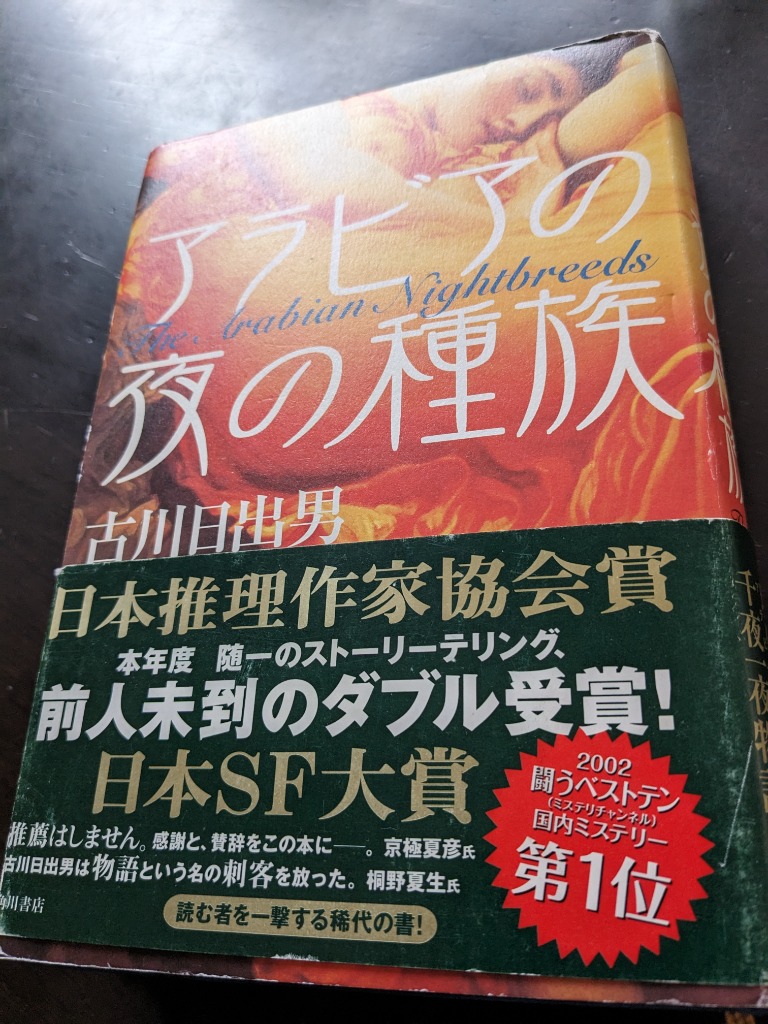 アラビアの
The Arabian Nightbreeds
夜の種族
古川日出男
日本推理作家協会賞
本年度 随一のストーリーテリング、
前人未到のダブル受賞!
日本SF大賞
2002
闘うベストテン
(ミステリチャンネル)
国内ミステリー
第1位
推薦はしません。感謝と、賛辞をこの本に──。京極夏彦氏
古川日出男は物語という名の刺客を放った。桐野夏生氏
角川書店
読む者を一撃する稀代の書!
の種族
千夜一夜物語